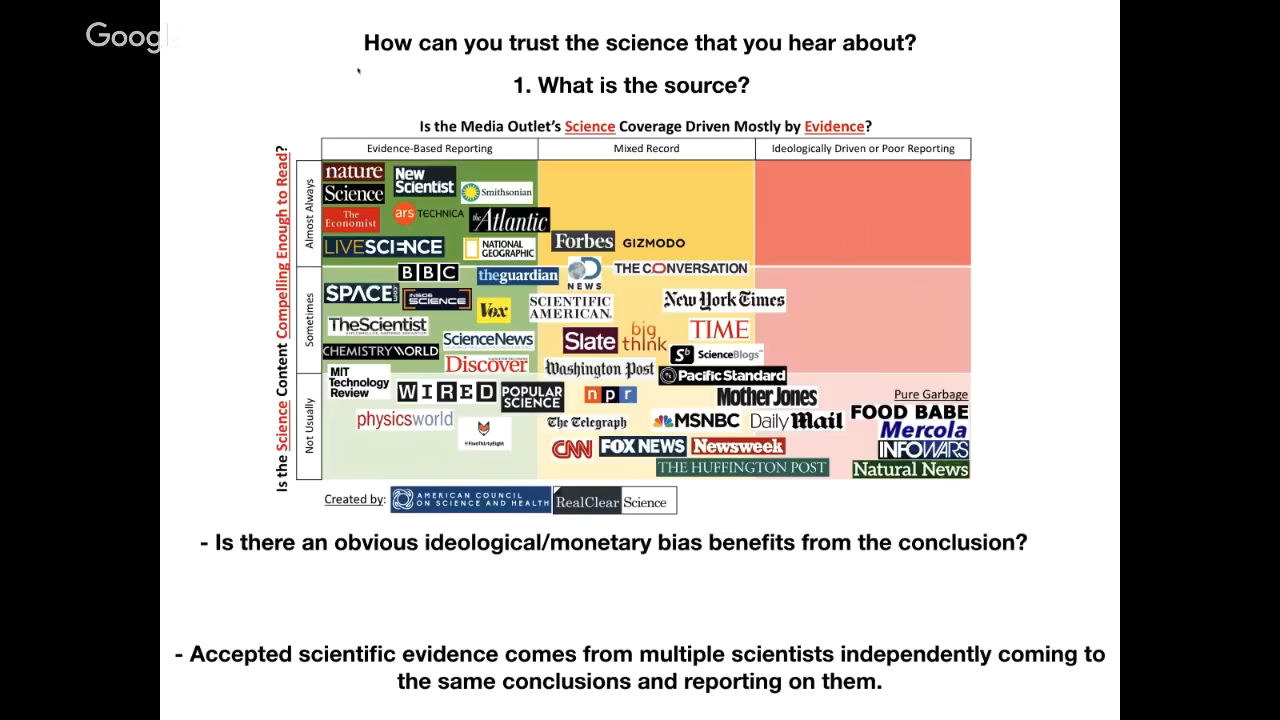 Google
How can you trust the science that you hear about?
1. What is the source?
Is the Media Outlet's Science Coverage Driven Mostly by Evidence?
Evidence-Based Reporting
Mixed Record
Ideologically Driven or Poor Reporting
Is the Science Content Compelling Enough to Read?
Almost Always
nature
New Scientist
Science
Smithsonian
The Economist
ars TECHNICA
the Atlantic
LIVESCIENCE
NATIONAL GEOGRAPHIC
Forbes
GIZMODO
Sometimes
BBC
theguardian
D NEWS
THE CONVERSATION
SPACE.com
INSIDE SCIENCE
Vox
SCIENTIFIC AMERICAN.
New York Times
TheScientist
Slate
big think
TIME
CHEMISTRY WORLD
ScienceNews
Sb ScienceBlogs™
Discover
Washington Post
Pacific Standard
Not Usually
MIT Technology Review
WIRED
POPULAR SCIENCE
npr
Mother Jones
Pure Garbage
FOOD BABE
physicsworld
FiveThirtyEight
The Telegraph
MSNBC
Daily Mail
Mercola
CNN
FOX NEWS
Newsweek
INFOWARS
THE HUFFINGTON POST
Natural News
Created by:
AMERICAN COUNCIL ON SCIENCE AND HEALTH
RealClear Science
- Is there an obvious ideological/monetary bias benefits from the conclusion?
- Accepted scientific evidence comes from multiple scientists independently coming to
the same conclusions and reporting on them.